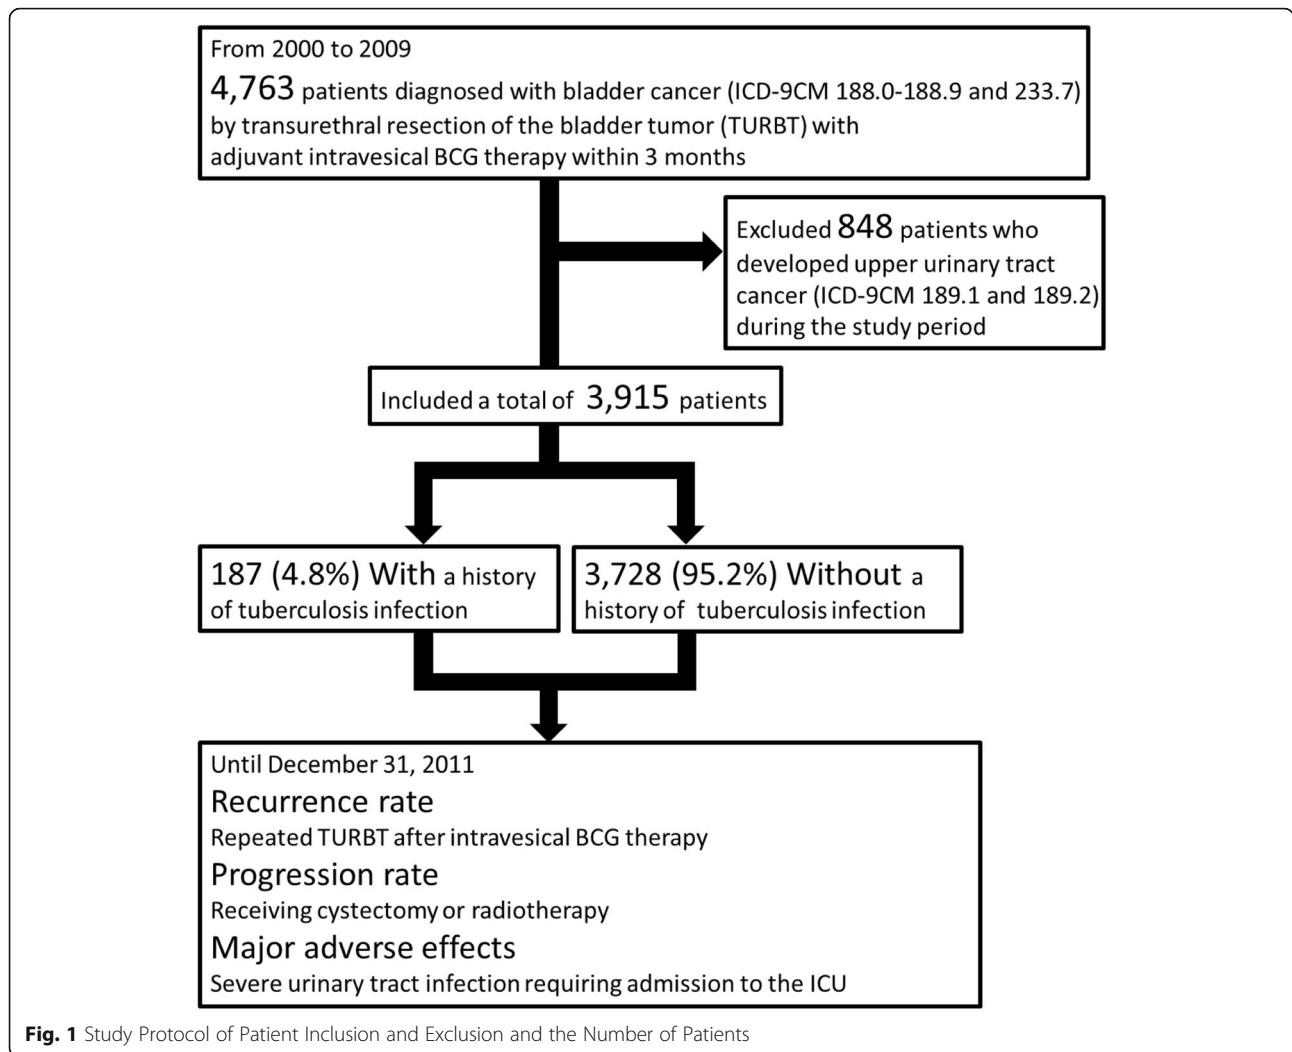 From 2000 to 2009
4,763 patients diagnosed with bladder cancer (ICD-9CM 188.0-188.9 and 233.7)
by transurethral resection of the bladder tumor (TURBT) with
adjuvant intravesical BCG therapy within 3 months
Excluded 848 patients who
developed upper urinary tract
cancer (ICD-9CM 189.1 and 189.2)
during the study period
Included a total of 3,915 patients
187 (4.8%) With a history
of tuberculosis infection
3,728 (95.2%) Without a
history of tuberculosis infection
Until December 31, 2011
Recurrence rate
Repeated TURBT after intravesical BCG therapy
Progression rate
Receiving cystectomy or radiotherapy
Major adverse effects
Severe urinary tract infection requiring admission to the ICU
Fig. 1 Study Protocol of Patient Inclusion and Exclusion and the Number of Patients